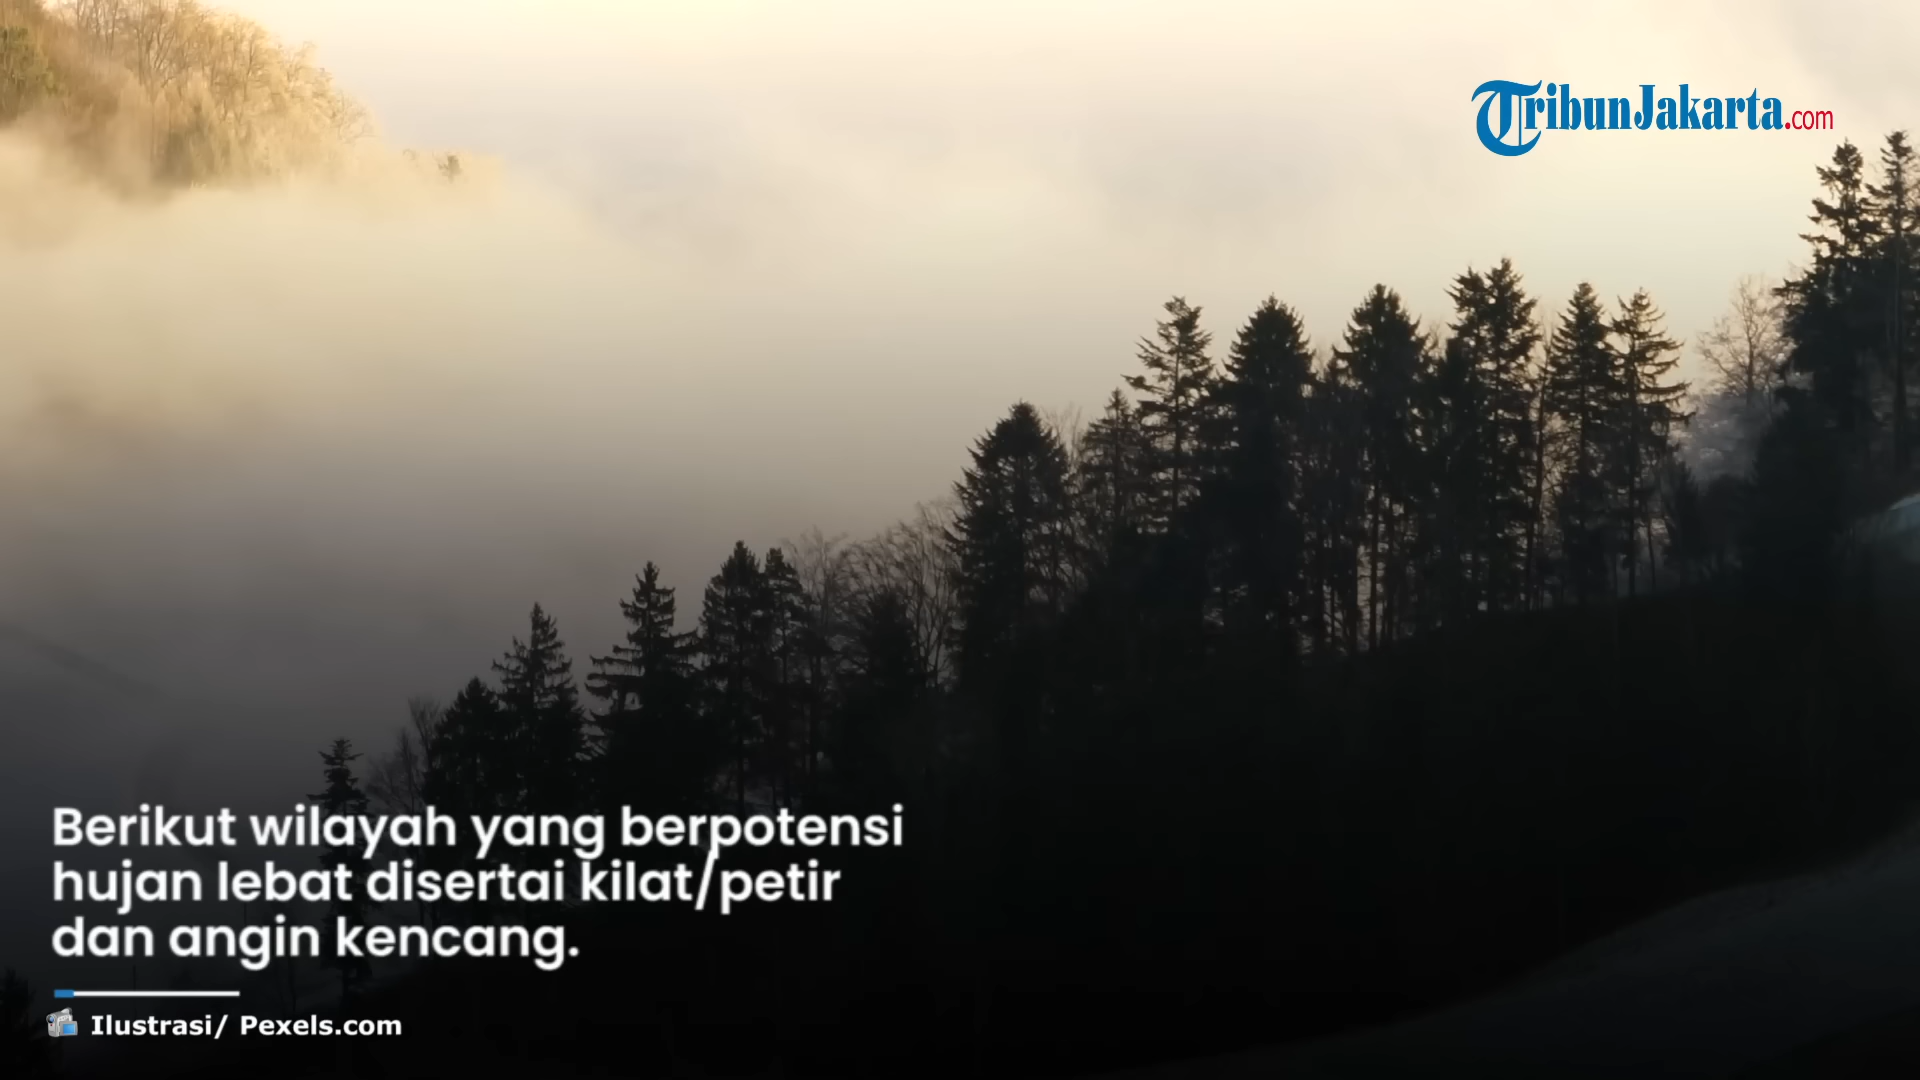 TribunJakarta.com
Berikut wilayah yang berpotensi
hujan lebat disertai kilat/petir
dan angin kencang.
Ilustrasi/ Pexels.com